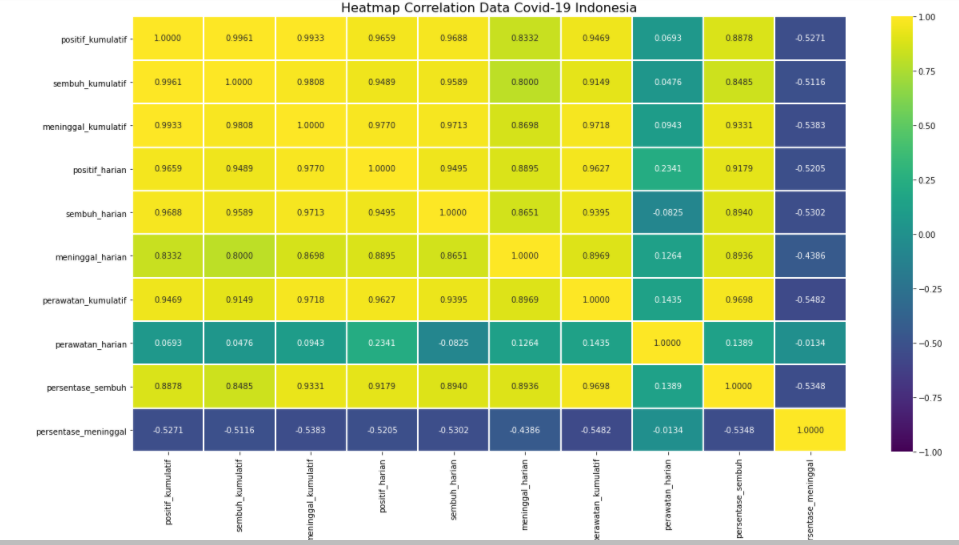 Heatmap Correlation Data Covid-19 Indonesia
positif_kumulatif 1.0000 0.9961 0.9933 0.9659 0.9688 0.8332 0.9469 0.0693 0.8878 -0.5271
sembuh_kumulatif 0.9961 1.0000 0.9808 0.9489 0.9589 0.8000 0.9149 0.0476 0.8485 -0.5116
meninggal_kumulatif 0.9933 0.9808 1.0000 0.9770 0.9713 0.8698 0.9718 0.0943 0.9331 -0.5383
positif_harian 0.9659 0.9489 0.9770 1.0000 0.9495 0.8895 0.9627 0.2341 0.9179 -0.5205
sembuh_harian 0.9688 0.9589 0.9713 0.9495 1.0000 0.8651 0.9395 -0.0825 0.8940 -0.5302
meninggal_harian 0.8332 0.8000 0.8698 0.8895 0.8651 1.0000 0.8969 0.1264 0.8936 -0.4386
perawatan_kumulatif 0.9469 0.9149 0.9718 0.9627 0.9395 0.8969 1.0000 0.1435 0.9698 -0.5482
perawatan_harian 0.0693 0.0476 0.0943 0.2341 -0.0825 0.1264 0.1435 1.0000 0.1389 -0.0134
persentase_sembuh 0.8878 0.8485 0.9331 0.9179 0.8940 0.8936 0.9698 0.1389 1.0000 -0.5348
persentase_meninggal -0.5271 -0.5116 -0.5383 -0.5205 -0.5302 -0.4386 -0.5482 -0.0134 -0.5348 1.0000
positif_kumulatif
sembuh_kumulatif
meninggal_kumulatif
positif_harian
sembuh_harian
meninggal_harian
erawatan_kumulatif
perawatan_harian
persentase_sembuh
rsentase_meninggal
1.00
0.75
0.50
0.25
0.00
−0.25
−0.50
−0.75
−1.00